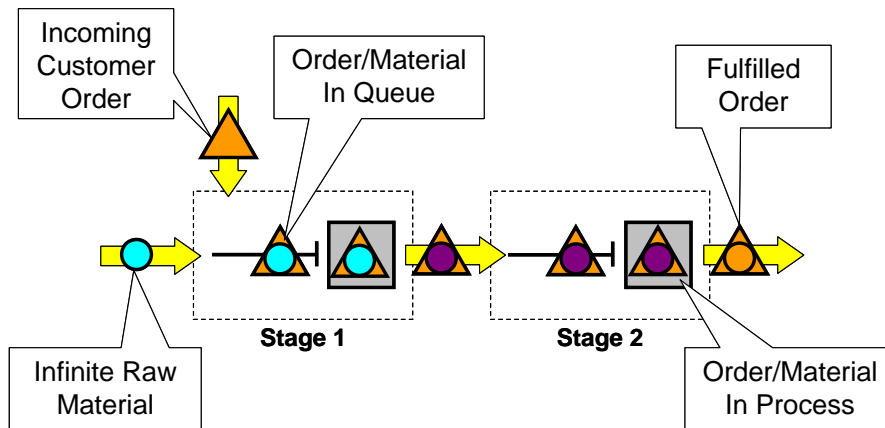 Incoming
Customer
Order
Order/Material
In Queue
Fulfilled
Order
Stage 1
Stage 2
Infinite Raw
Material
Order/Material
In Process